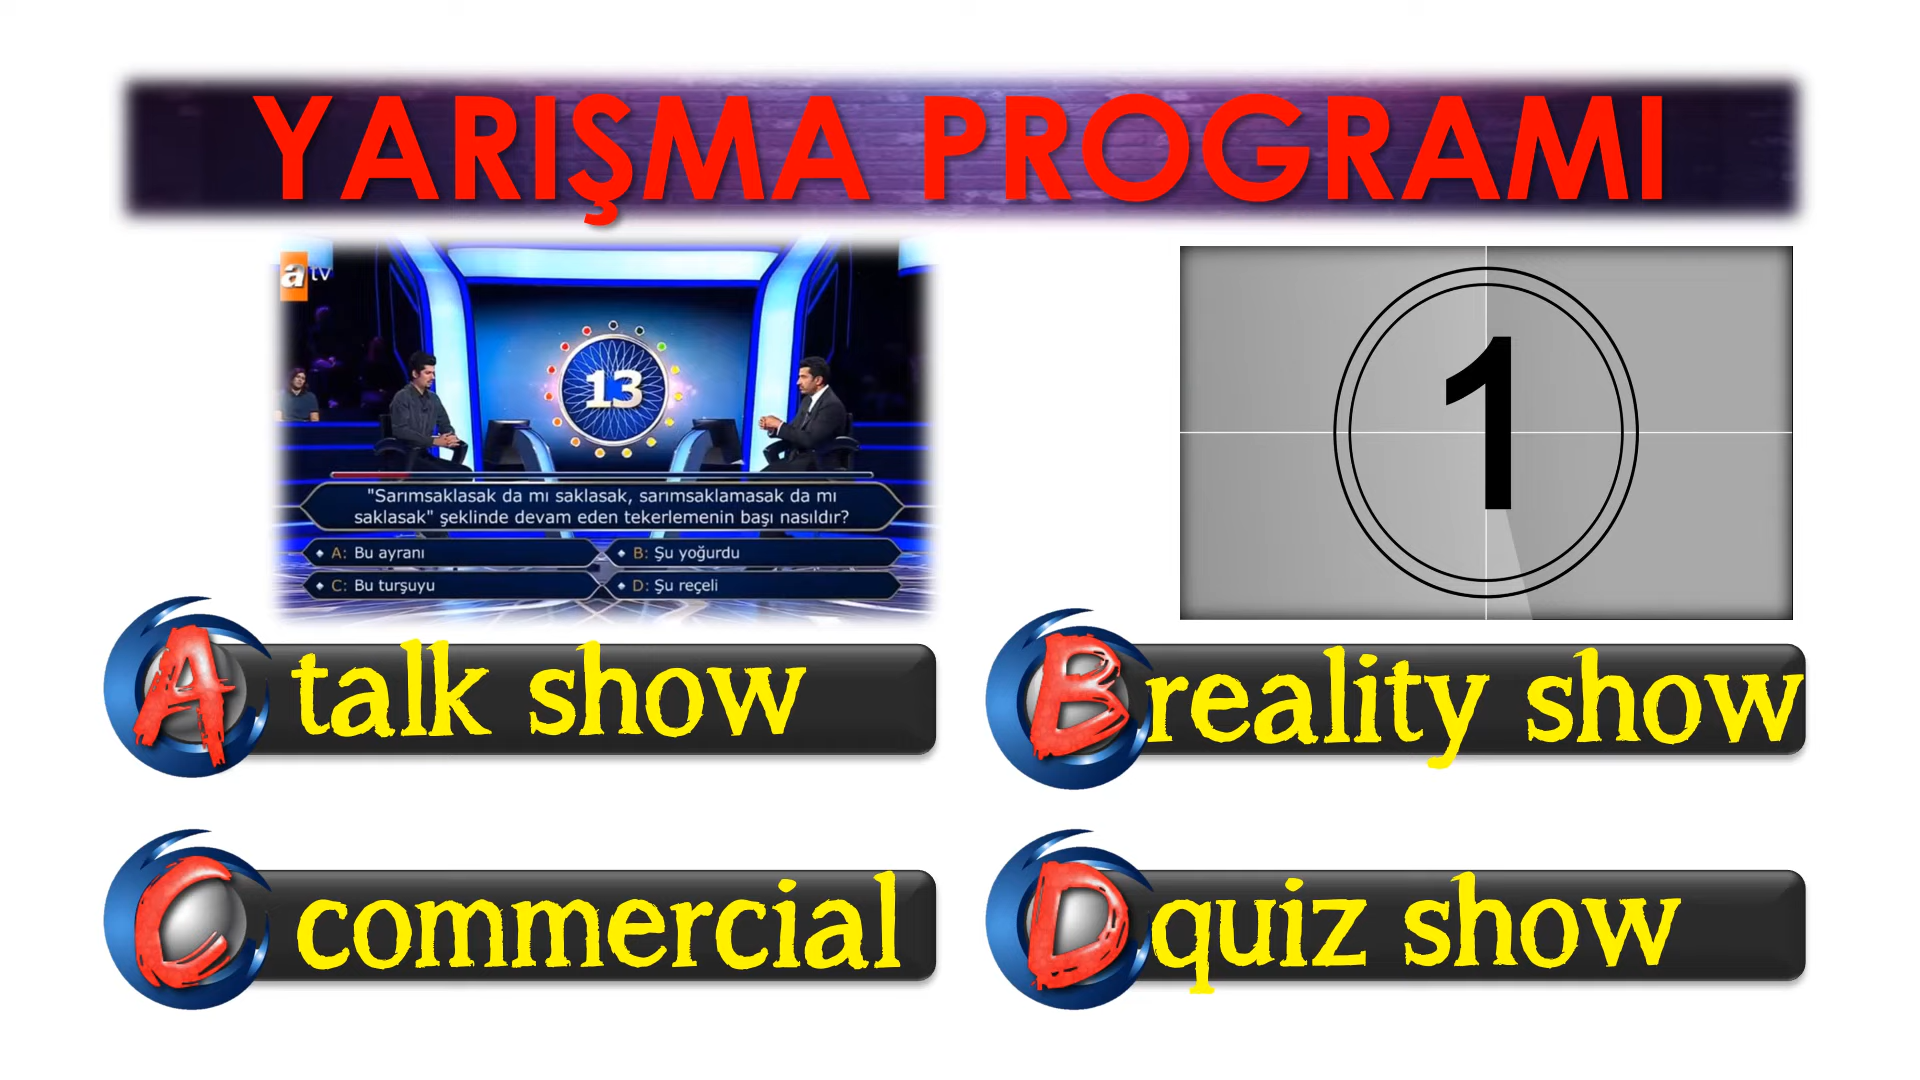 YARIŞMA PROGRAMI
atv
13
"Sarımsaklasak da mı saklasak, sarımsaklamasak da mı
saklasak" şeklinde devam eden tekerlemenin başı nasıldır?
A: Bu ayranı
B: Şu yoğurdu
C: Bu turşuyu
D: Şu reçeli
1
A talk show
B reality show
C commercial
D quiz show